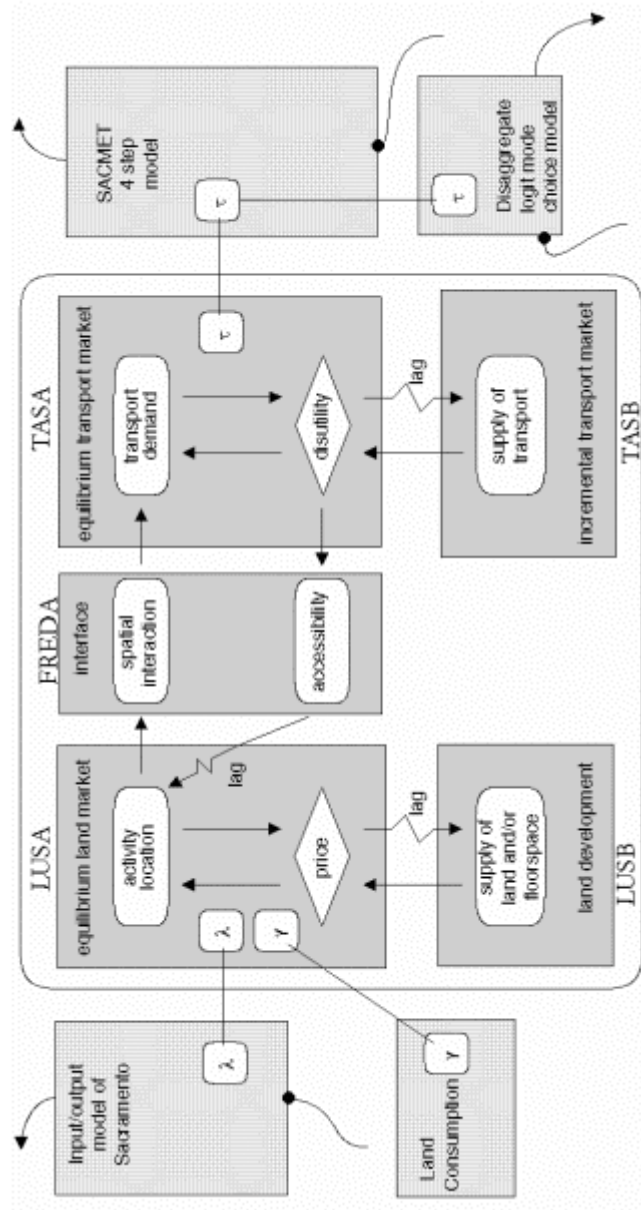 LUSA
FREDA
TASA
Input/output
model of
Sacramento
λ
Land
Consumption
γ
equilibrium land market
activity
location
λ
γ
price
lag
lag
supply of
land and/or
floorspace
land development
LUSB
interface
spatial
interaction
accessibility
equilibrium transport market
transport
demand
τ
disutility
lag
supply of
transport
incremental transport market
TASB
SACMET
4 step
model
τ
τ
Disaggregate
logit mode
choice model